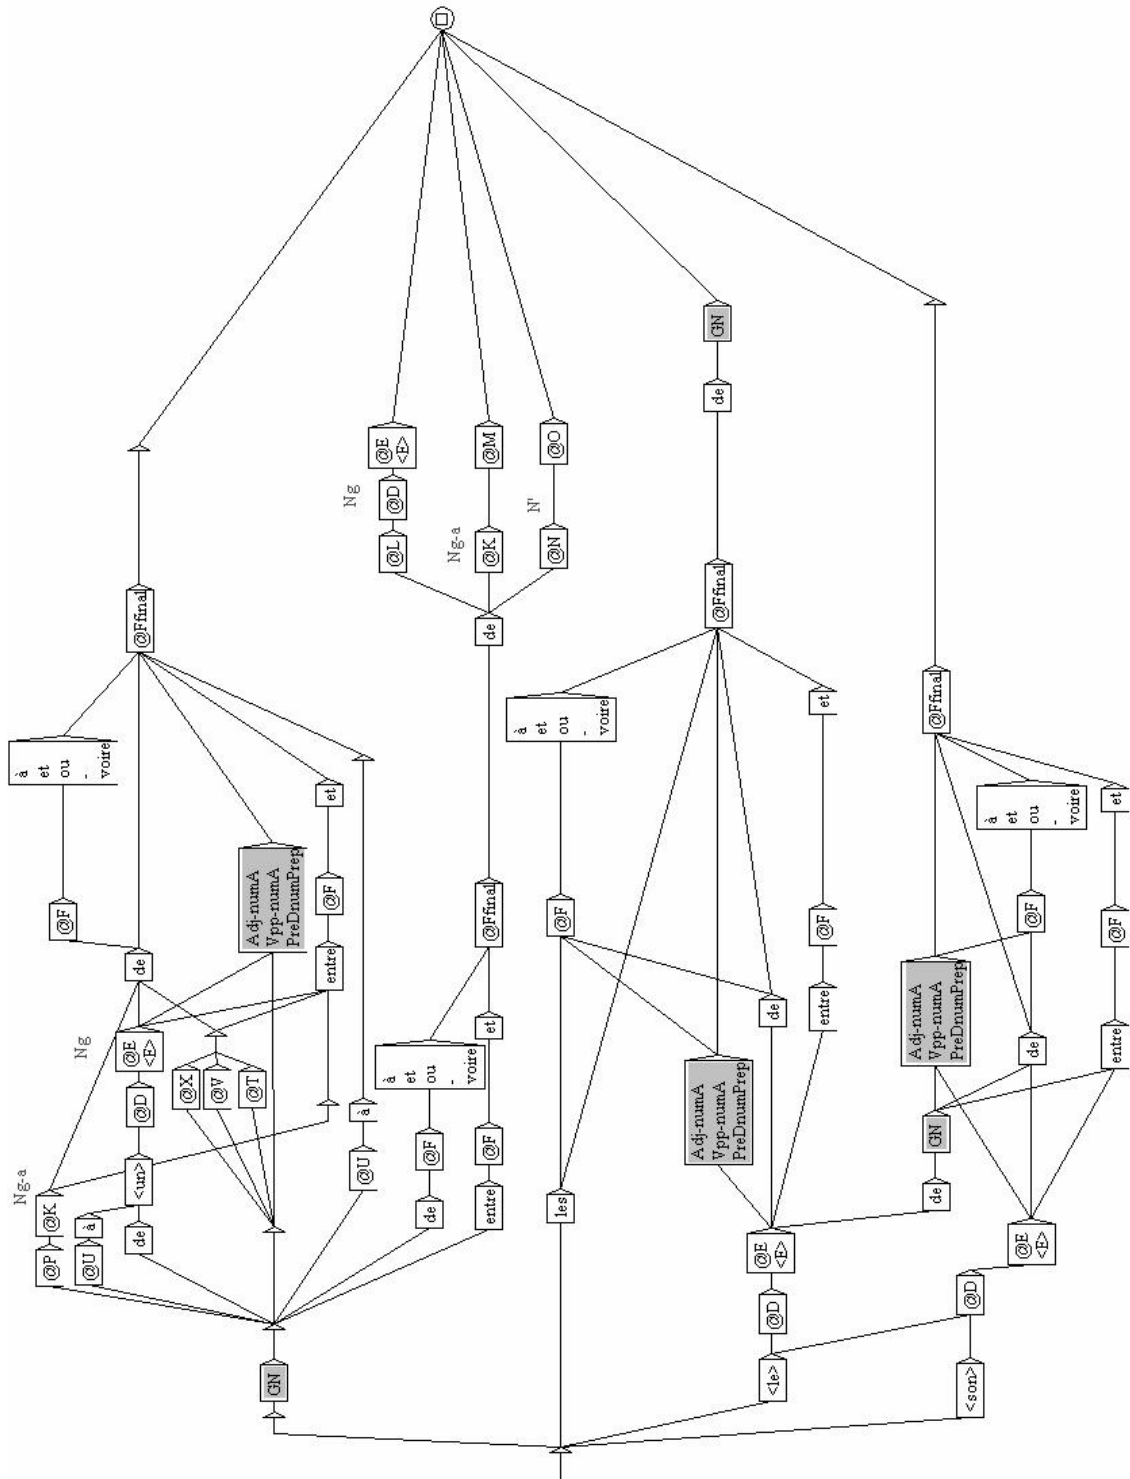 Ng-a
@P
@K
@F
à
et
ou
-
voire
@U
à
Ng
de
<un>
@D
@E
<E>
de
@Ffinal
@X
@V
@T
GN
Adj-numA
Vpp-numA
PreDnumPrep
entre
@F
et
@U
à
Ng
@L
@D
@E
<E>
de
@F
à
et
ou
-
voire
Ng-a
@K
@M
entre
@F
et
@Ffinal
de
N'
@N
@O
les
@F
à
et
ou
-
voire
Adj-numA
Vpp-numA
PreDnumPrep
@Ffinal
de
GN
<le>
@D
@E
<E>
de
entre
@F
et
de
GN
Adj-numA
Vpp-numA
PreDnumPrep
@Ffinal
<son>
@D
@E
<E>
de
@F
à
et
ou
-
voire
entre
@F
et